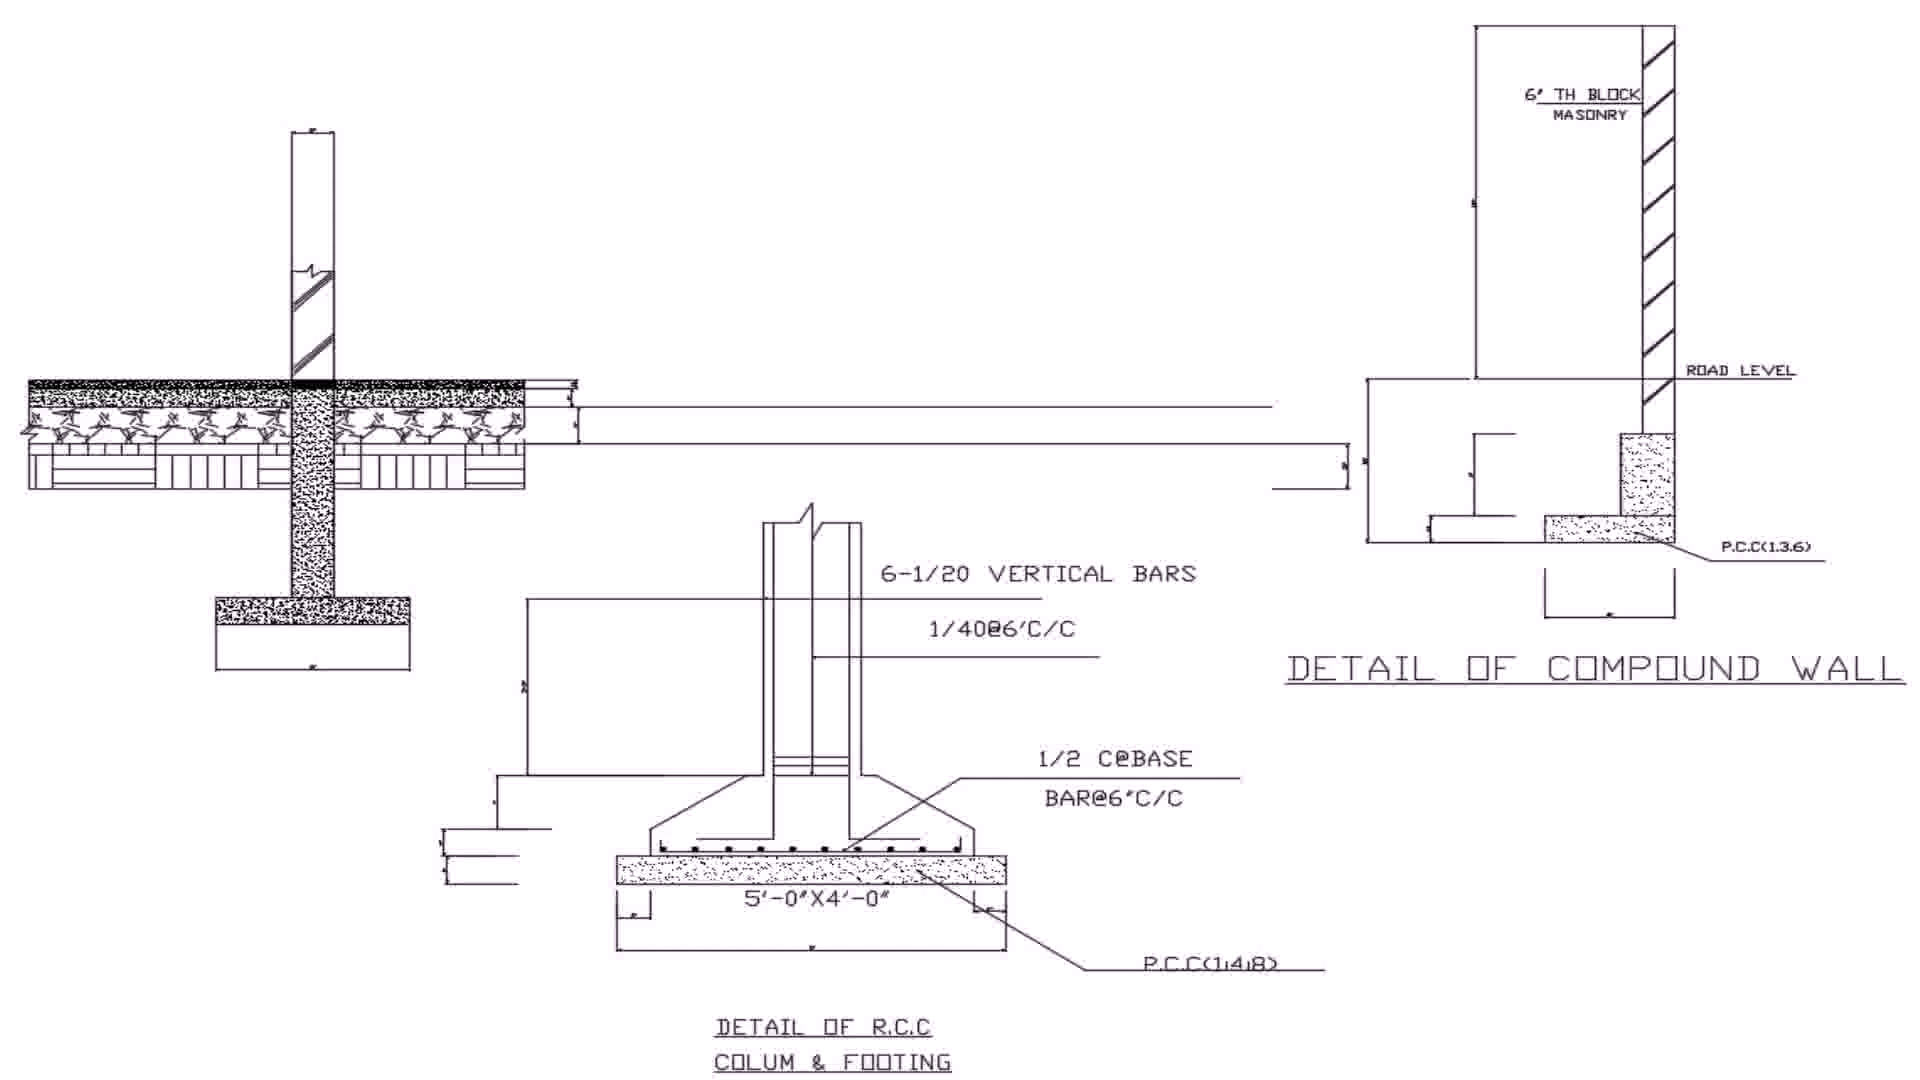 6" TH BLOCK
MASONRY
ROAD LEVEL
P.C.C(1.3.6)
DETAIL OF COMPOUND WALL
6-1/20 VERTICAL BARS
1/40@6'C/C
1/2 C@BASE
BAR@6"C/C
5'-0"X4'-0"
P.C.C(1;4;8)
DETAIL OF R.C.C
COLUM & FOOTING